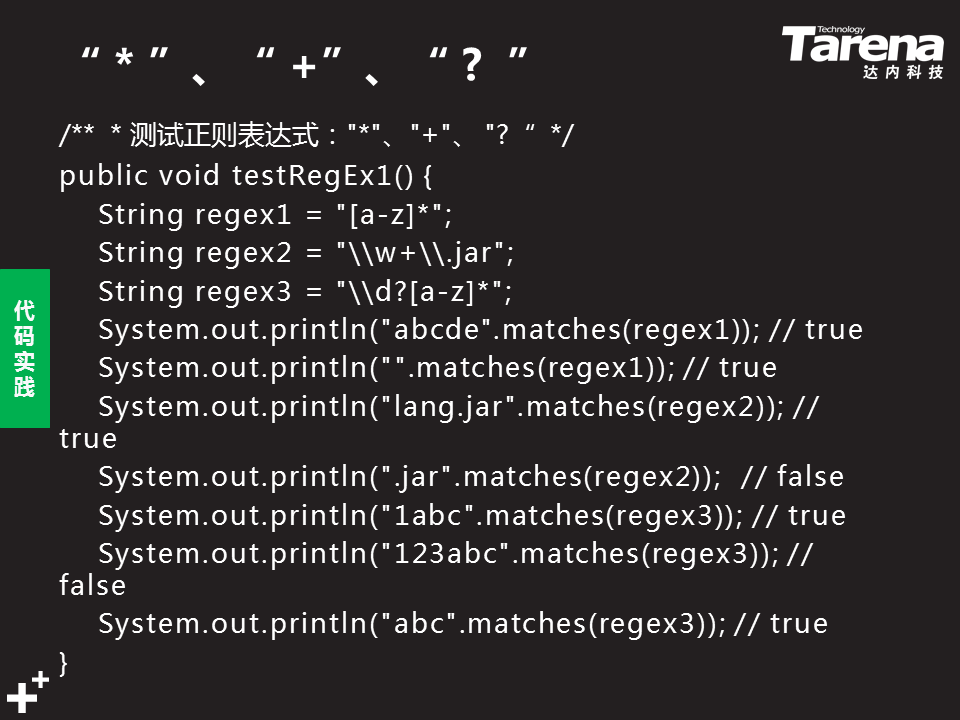 “ * ”、 “ +”、 “ ? ”
Technology
Tarena
达内科技
/** * 测试正则表达式："*"、"+"、 "? “ */
public void testRegEx1() {
String regex1 = "[a-z]*";
String regex2 = "\\w+\\.jar";
String regex3 = "\\d?[a-z]*";
System.out.println("abcde".matches(regex1)); // true
System.out.println("".matches(regex1)); // true
System.out.println("lang.jar".matches(regex2)); //
true
System.out.println(".jar".matches(regex2));  // false
System.out.println("1abc".matches(regex3)); // true
System.out.println("123abc".matches(regex3)); //
false
System.out.println("abc".matches(regex3)); // true
}
代
码
实
践